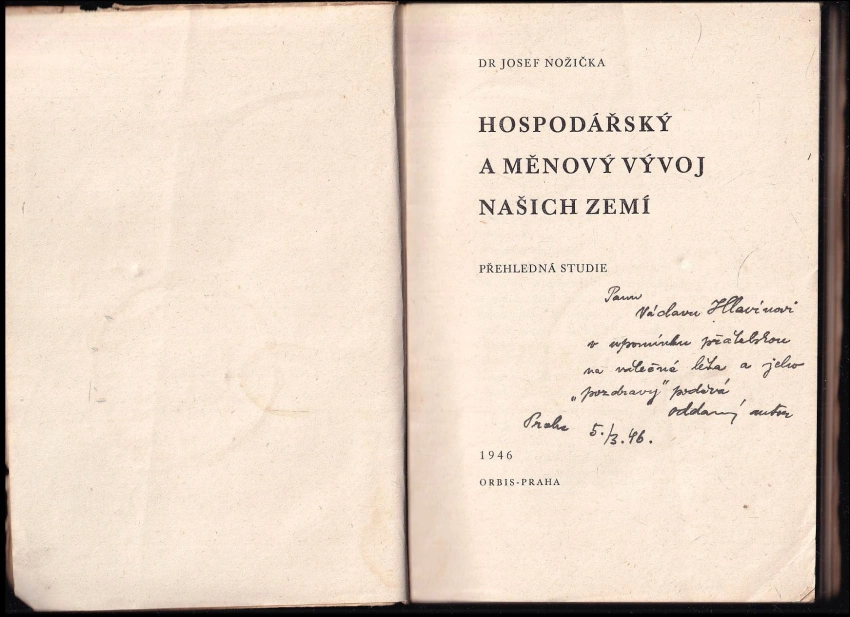 DR JOSEF NOŽIČKA
HOSPODÁŘSKÝ
A MĚNOVÝ VÝVOJ
NAŠICH ZEMÍ
PŘEHLEDNÁ STUDIE
Panu
Václavu Hlavínovi
v upomínku přátelskou
na válečná léta a jeho
„pozdravy" podává
oddaný autor
Praha 5./3.46.
1946
ORBIS-PRAHA